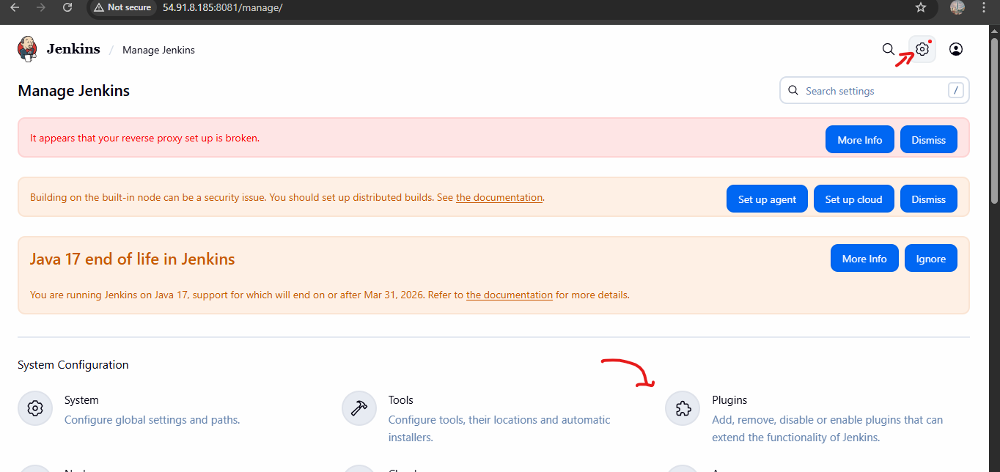 Not secure 54.91.8.185:8081/manage/
Jenkins / Manage Jenkins
Manage Jenkins
Search settings /
It appears that your reverse proxy set up is broken.
More Info Dismiss
Building on the built-in node can be a security issue. You should set up distributed builds. See the documentation.
Set up agent Set up cloud Dismiss
Java 17 end of life in Jenkins
More Info Ignore
You are running Jenkins on Java 17, support for which will end on or after Mar 31, 2026. Refer to the documentation for more details.
System Configuration
System
Configure global settings and paths.
Tools
Configure tools, their locations and automatic
installers.
Plugins
Add, remove, disable or enable plugins that can
extend the functionality of Jenkins.